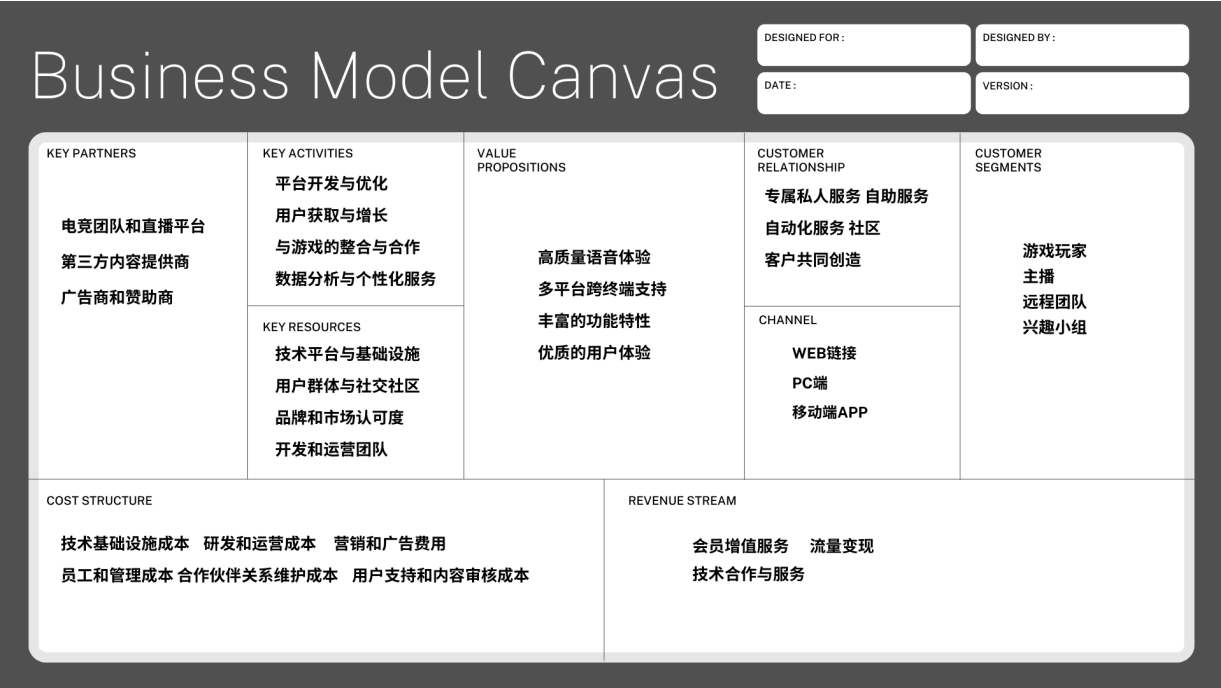 Business Model Canvas
DESIGNED FOR :
DESIGNED BY :
DATE :
VERSION :
KEY PARTNERS
电竞团队和直播平台
第三方内容提供商
广告商和赞助商
KEY ACTIVITIES
平台开发与优化
用户获取与增长
与游戏的整合与合作
数据分析与个性化服务
KEY RESOURCES
技术平台与基础设施
用户群体与社交社区
品牌和市场认可度
开发和运营团队
VALUE
PROPOSITIONS
高质量语音体验
多平台跨终端支持
丰富的功能特性
优质的用户体验
CUSTOMER
RELATIONSHIP
专属私人服务 自助服务
自动化服务 社区
客户共同创造
CHANNEL
WEB链接
PC端
移动端APP
CUSTOMER
SEGMENTS
游戏玩家
主播
远程团队
兴趣小组
COST STRUCTURE
技术基础设施成本 研发和运营成本 营销和广告费用
员工和管理成本 合作伙伴关系维护成本 用户支持和内容审核成本
REVENUE STREAM
会员增值服务 流量变现
技术合作与服务